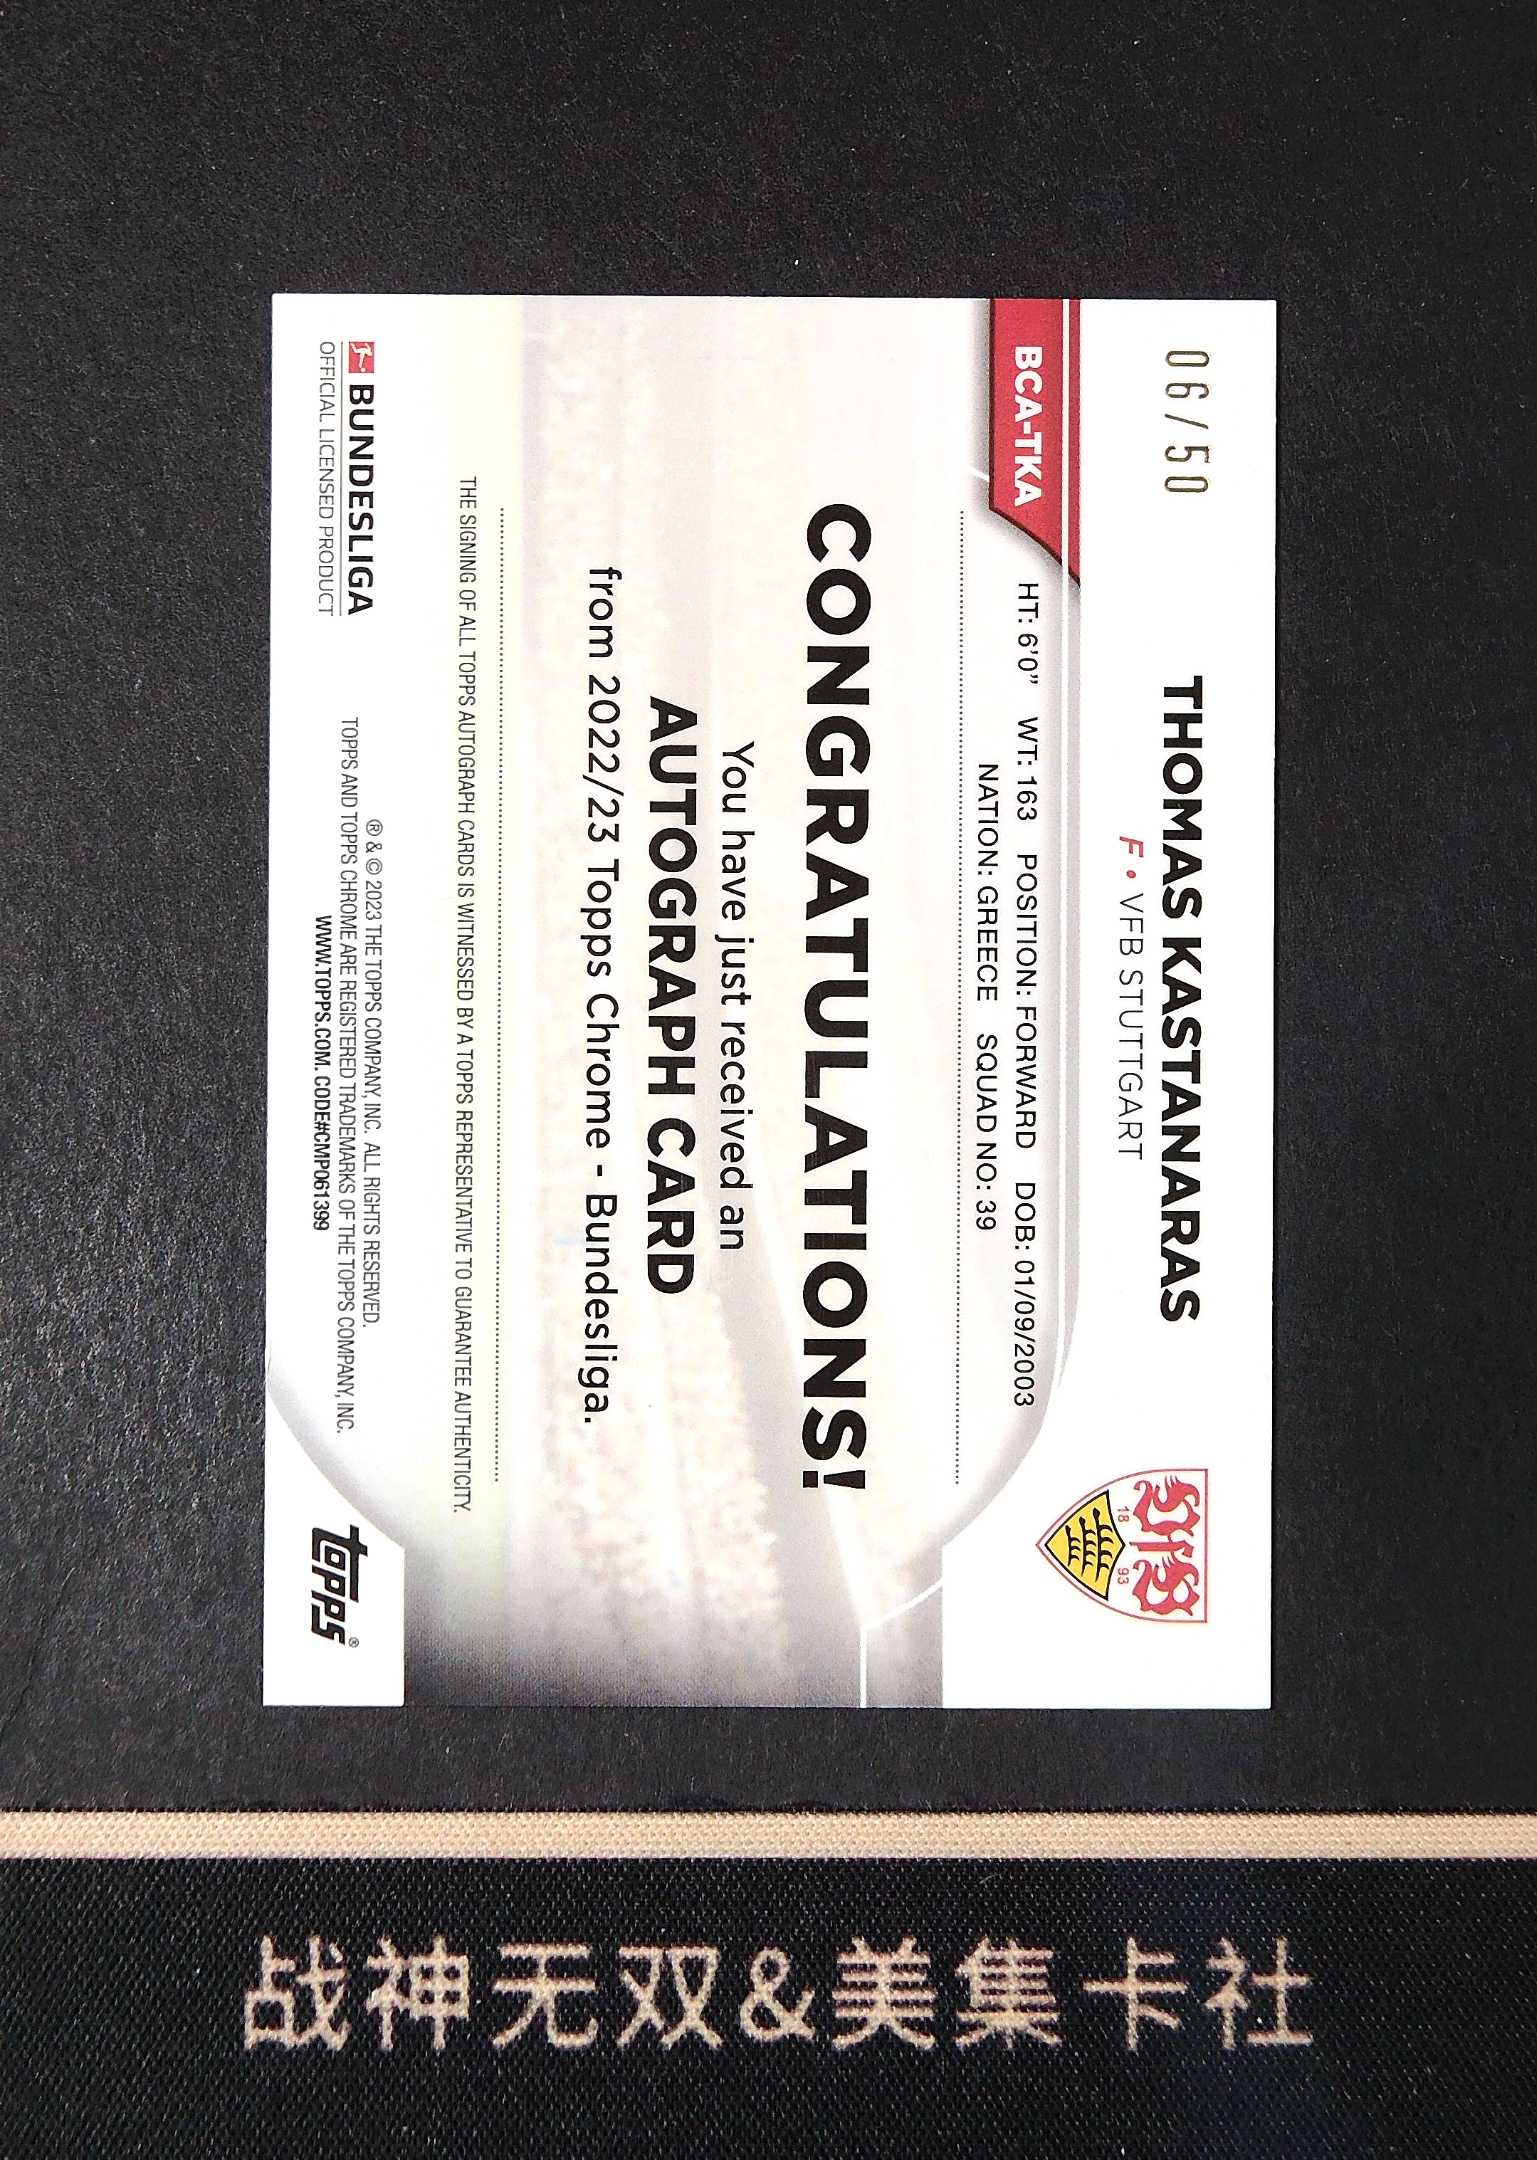 06/50
THOMAS KASTANARAS
F • VFB STUTTGART
18 93
BCA-TKA
HT: 6'0" WT: 163 POSITION: FORWARD DOB: 01/09/2003
NATION: GREECE SQUAD NO: 39
CONGRATULATIONS!
You have just received an
AUTOGRAPH CARD
from 2022/23 Topps Chrome - Bundesliga.
THE SIGNING OF ALL TOPPS AUTOGRAPH CARDS IS WITNESSED BY A TOPPS REPRESENTATIVE TO GUARANTEE AUTHENTICITY.
BUNDESLIGA
OFFICIAL LICENSED PRODUCT
® & © 2023 THE TOPPS COMPANY, INC. ALL RIGHTS RESERVED.
TOPPS AND TOPPS CHROME ARE REGISTERED TRADEMARKS OF THE TOPPS COMPANY, INC.
WWW.TOPPS.COM. CODE#CMP061399
topps®
战神无双&美集卡社